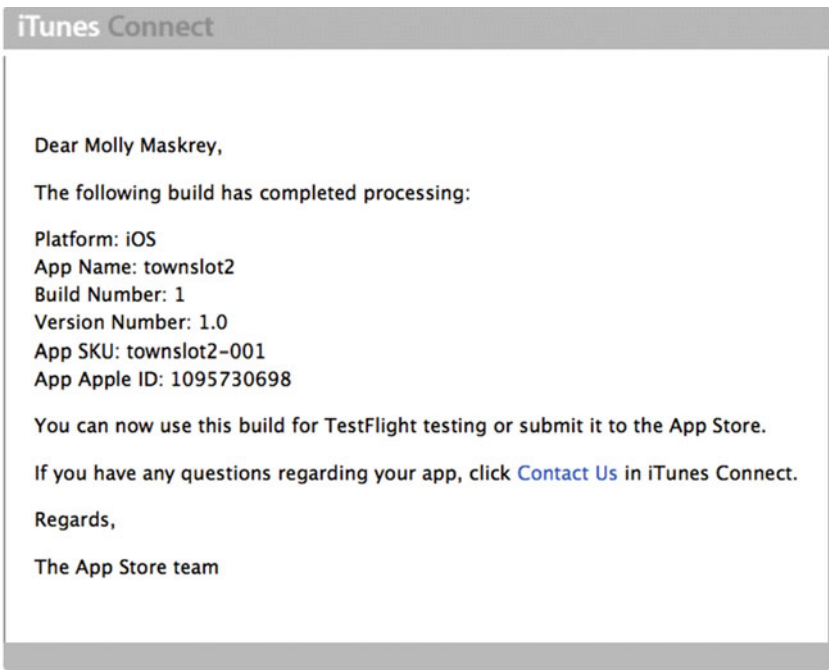 iTunes Connect
Dear Molly Maskrey,
The following build has completed processing:
Platform: iOS
App Name: townslot2
Build Number: 1
Version Number: 1.0
App SKU: townslot2-001
App Apple ID: 1095730698
You can now use this build for TestFlight testing or submit it to the App Store.
If you have any questions regarding your app, click Contact Us in iTunes Connect.
Regards,
The App Store team